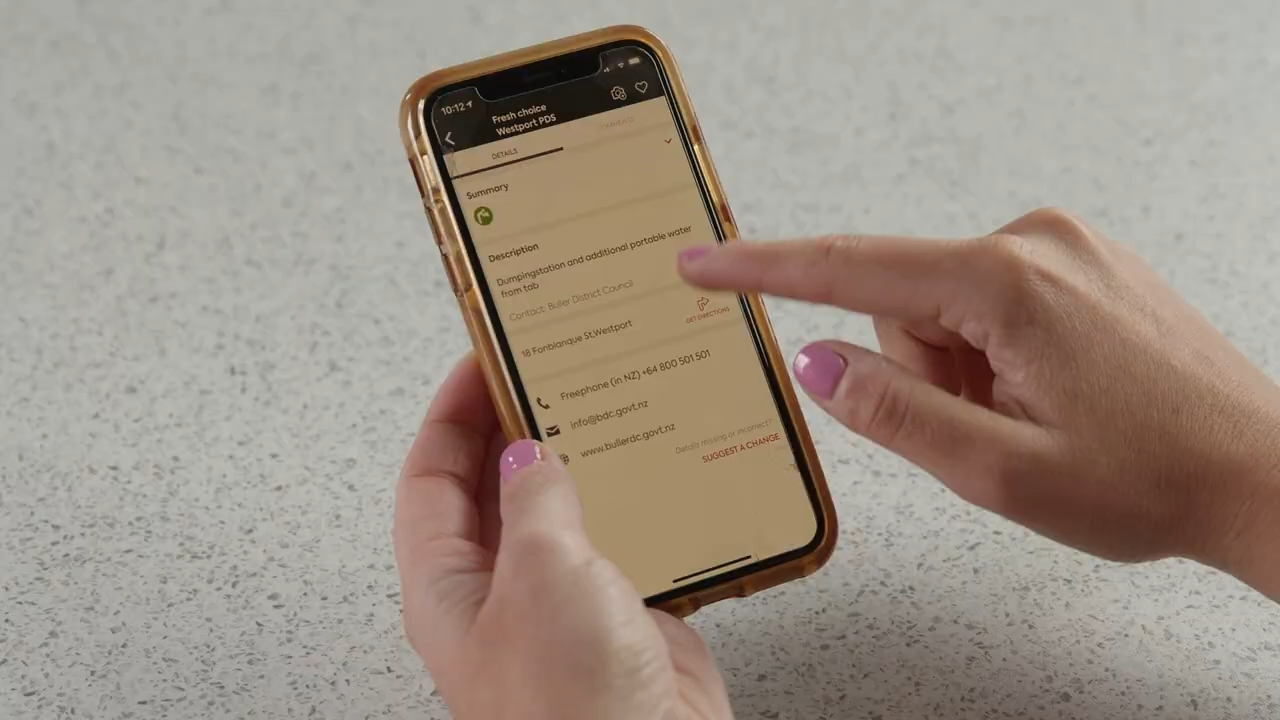 10:12
Fresh choice
Westport PDS
DETAILS
Summary
Description
Dumpingstation and additional portable water
from tab
Contact: Buller District Council
18 Fonblanque St,Westport
GET DIRECTIONS
Freephone (in NZ) +64 800 501 501
info@bdc.govt.nz
www.bullerdc.govt.nz
Details missing or incorrect?
SUGGEST A CHANGE